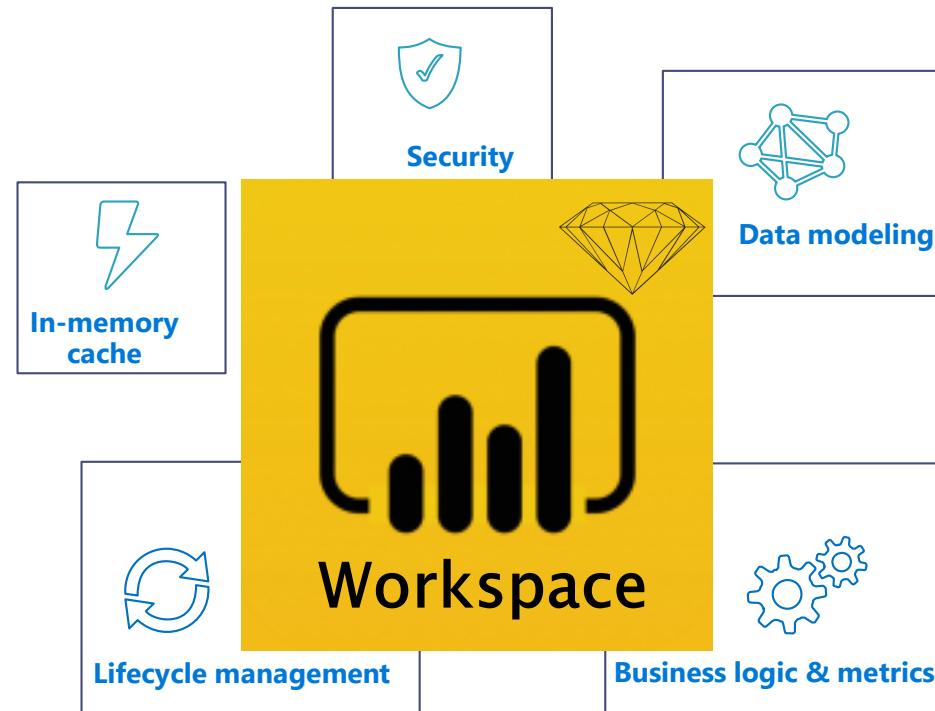 Security
Data modeling
In-memory
cache
Workspace
Lifecycle management
Business logic & metrics